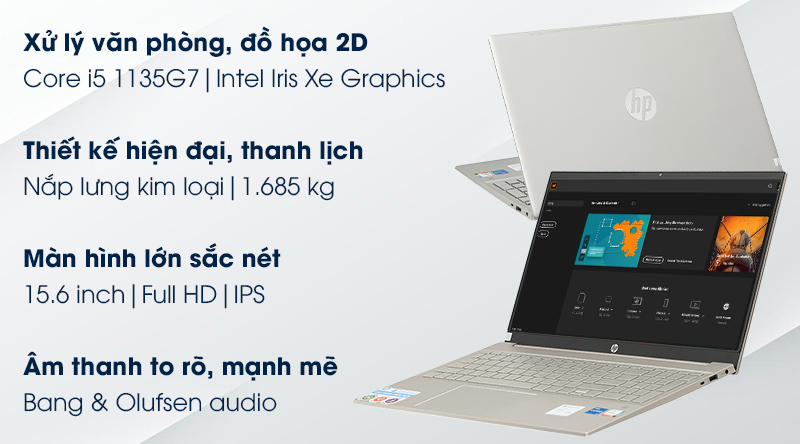 Xử lý văn phòng, đồ họa 2D
Core i5 1135G7|Intel Iris Xe Graphics
Thiết kế hiện đại, thanh lịch
Nắp lưng kim loại|1.685 kg
Màn hình lớn sắc nét
15.6 inch|Full HD|IPS
Âm thanh to rõ, mạnh mẽ
Bang & Olufsen audio
hp
hp